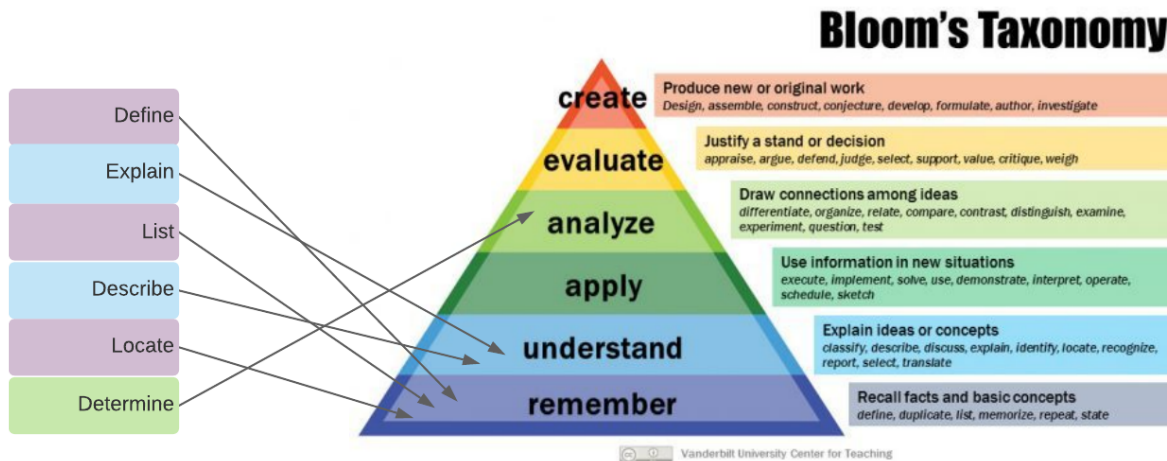 Bloom's Taxonomy
Define
Explain
List
Describe
Locate
Determine
create
evaluate
analyze
apply
understand
remember
Produce new or original work
Design, assemble, construct, conjecture, develop, formulate, author, investigate
Justify a stand or decision
appraise, argue, defend, judge, select, support, value, critique, weigh
Draw connections among ideas
differentiate, organize, relate, compare, contrast, distinguish, examine,
experiment, question, test
Use information in new situations
execute, implement, solve, use, demonstrate, interpret, operate,
schedule, sketch
Explain ideas or concepts
classify, describe, discuss, explain, identify, locate, recognize,
report, select, translate
Recall facts and basic concepts
define, duplicate, list, memorize, repeat, state
cc
Vanderbilt University Center for Teaching